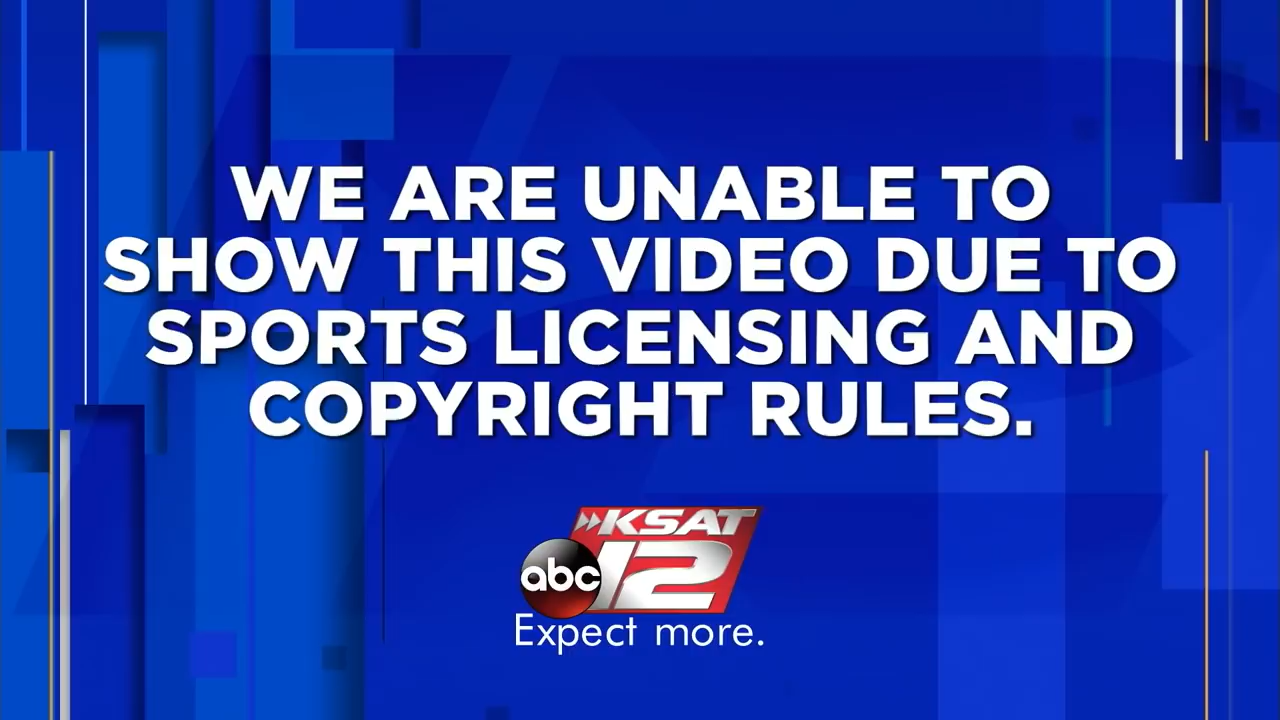 WE ARE UNABLE TO
SHOW THIS VIDEO DUE TO
SPORTS LICENSING AND
COPYRIGHT RULES.
KSAT
abc 12
Expect more.